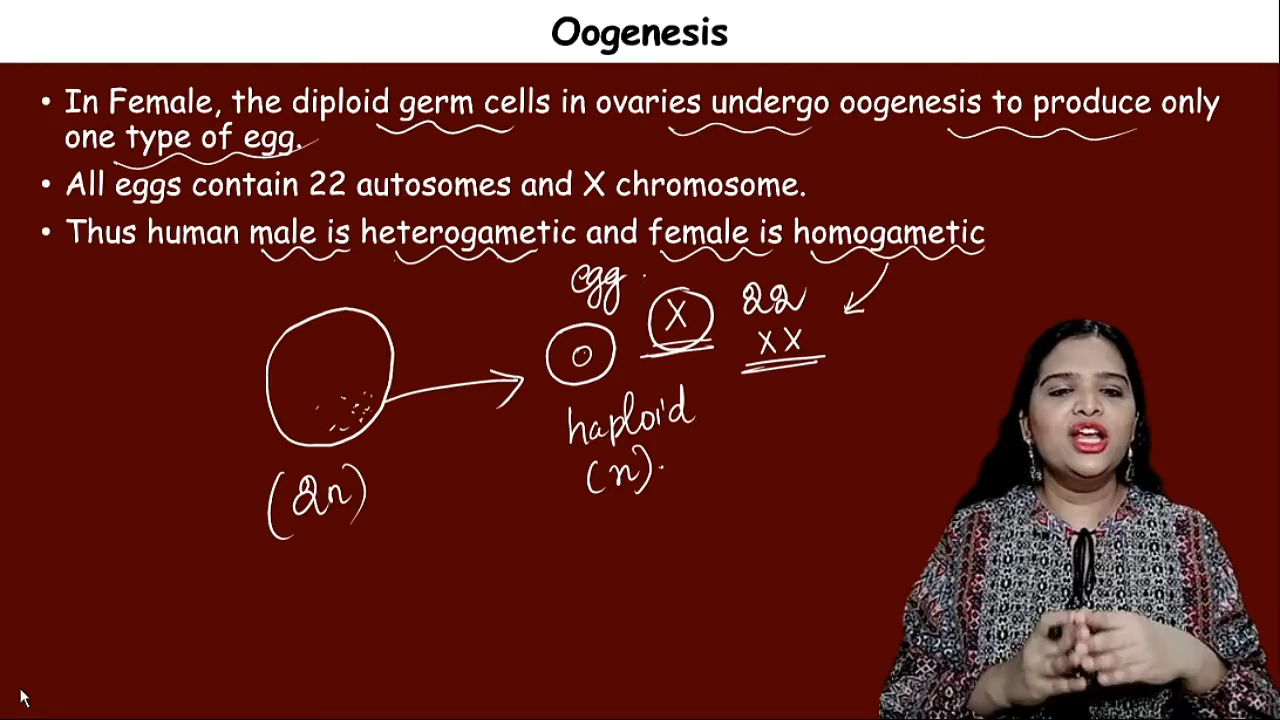 Oogenesis
• In Female, the diploid germ cells in ovaries undergo oogenesis to produce only
one type of egg.
• All eggs contain 22 autosomes and X chromosome.
• Thus human male is heterogametic and female is homogametic
egg.
X
22
XX
haploid
(n).
(2n)